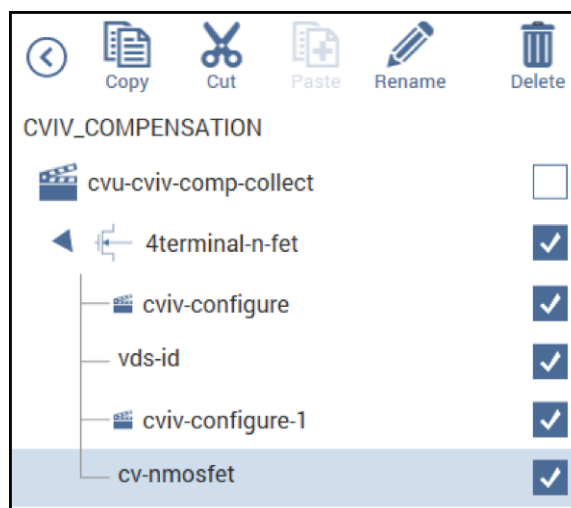 Copy Cut Paste Rename Delete
CVIV_COMPENSATION
cvu-cviv-comp-collect
4terminal-n-fet
cviv-configure
vds-id
cviv-configure-1
cv-nmosfet